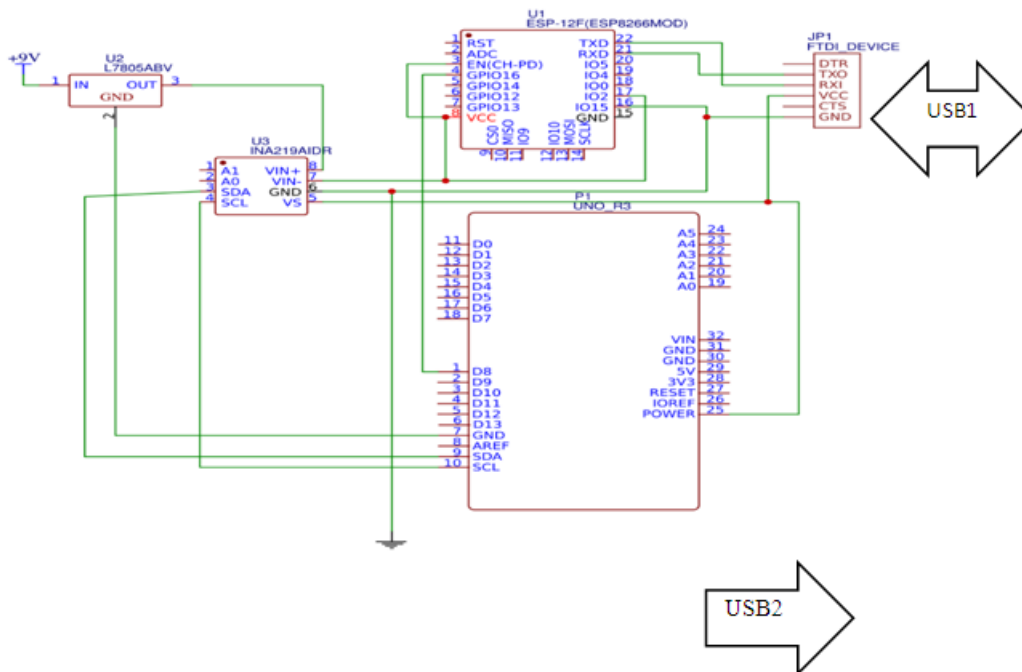 +9V
U2
L7805ABV
1 IN OUT 3
GND
2
U3
INA219AIDR
1 A1 VIN+ 8
2 A0 VIN- 7
3 SDA GND 6
4 SCL VS 5
U1
ESP-12F(ESP8266MOD)
1 RST TXD 22
2 ADC RXD 21
3 EN(CH-PD) IO5 20
4 GPIO16 IO4 19
5 GPIO14 IO0 18
6 GPIO12 IO2 17
7 GPIO13 IO15 16
8 VCC GND 15
CS0 MISO IO9 IO10 MOSI SCLK
9 10 11 12 13 14
JP1
FTDI_DEVICE
DTR
TXO
RXI
VCC
CTS
GND
USB1
P1
UNO_R3
11 D0
12 D1
13 D2
14 D3
15 D4
16 D5
17 D6
18 D7
A5 24
A4 23
A3 22
A2 21
A1 20
A0 19
1 D8
2 D9
3 D10
4 D11
5 D12
6 D13
7 GND
8 AREF
9 SDA
10 SCL
VIN 32
GND 31
GND 30
5V 29
3V3 28
RESET 27
IOREF 26
POWER 25
USB2